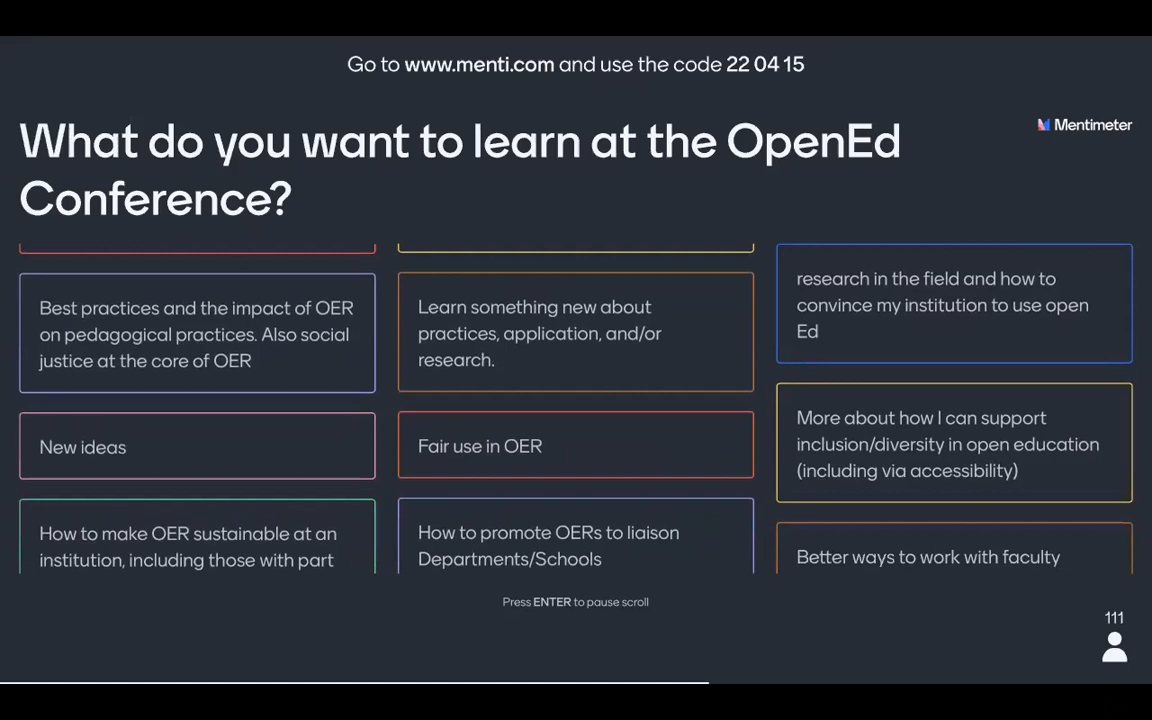 Go to www.menti.com and use the code 22 04 15
What do you want to learn at the OpenEd
Conference?
Mentimeter
Best practices and the impact of OER
on pedagogical practices. Also social
justice at the core of OER
New ideas
How to make OER sustainable at an
institution, including those with part
Learn something new about
practices, application, and/or
research.
Fair use in OER
How to promote OERs to liaison
Departments/Schools
research in the field and how to
convince my institution to use open
Ed
More about how I can support
inclusion/diversity in open education
(including via accessibility)
Better ways to work with faculty
Press ENTER to pause scroll
111